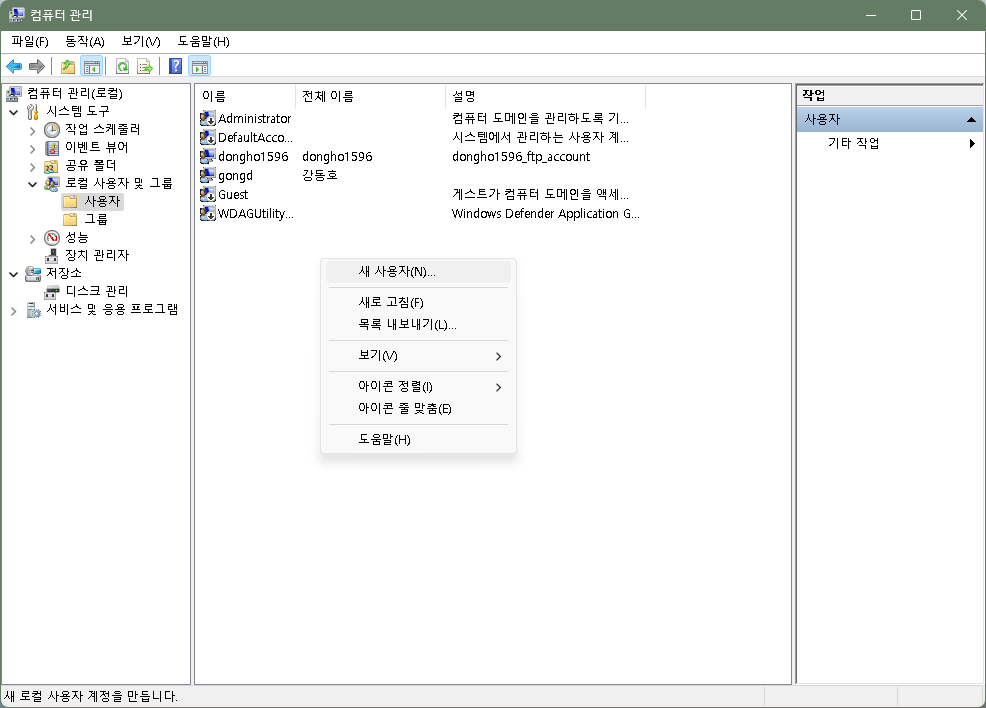 컴퓨터 관리
파일(F) 동작(A) 보기(V) 도움말(H)
컴퓨터 관리(로컬)
시스템 도구
작업 스케줄러
이벤트 뷰어
공유 폴더
로컬 사용자 및 그룹
사용자
그룹
성능
장치 관리자
저장소
디스크 관리
서비스 및 응용 프로그램
이름 전체 이름 설명
Administrator 컴퓨터 도메인을 관리하도록 기...
DefaultAcco... 시스템에서 관리하는 사용자 계...
dongho1596 dongho1596 dongho1596_ftp_account
gongd 강동호
Guest 게스트가 컴퓨터 도메인을 액세...
WDAGUtility... Windows Defender Application G...
새 사용자(N)...
새로 고침(F)
목록 내보내기(L)...
보기(V)
아이콘 정렬(I)
아이콘 줄 맞춤(E)
도움말(H)
작업
사용자
기타 작업
새 로컬 사용자 계정을 만듭니다.